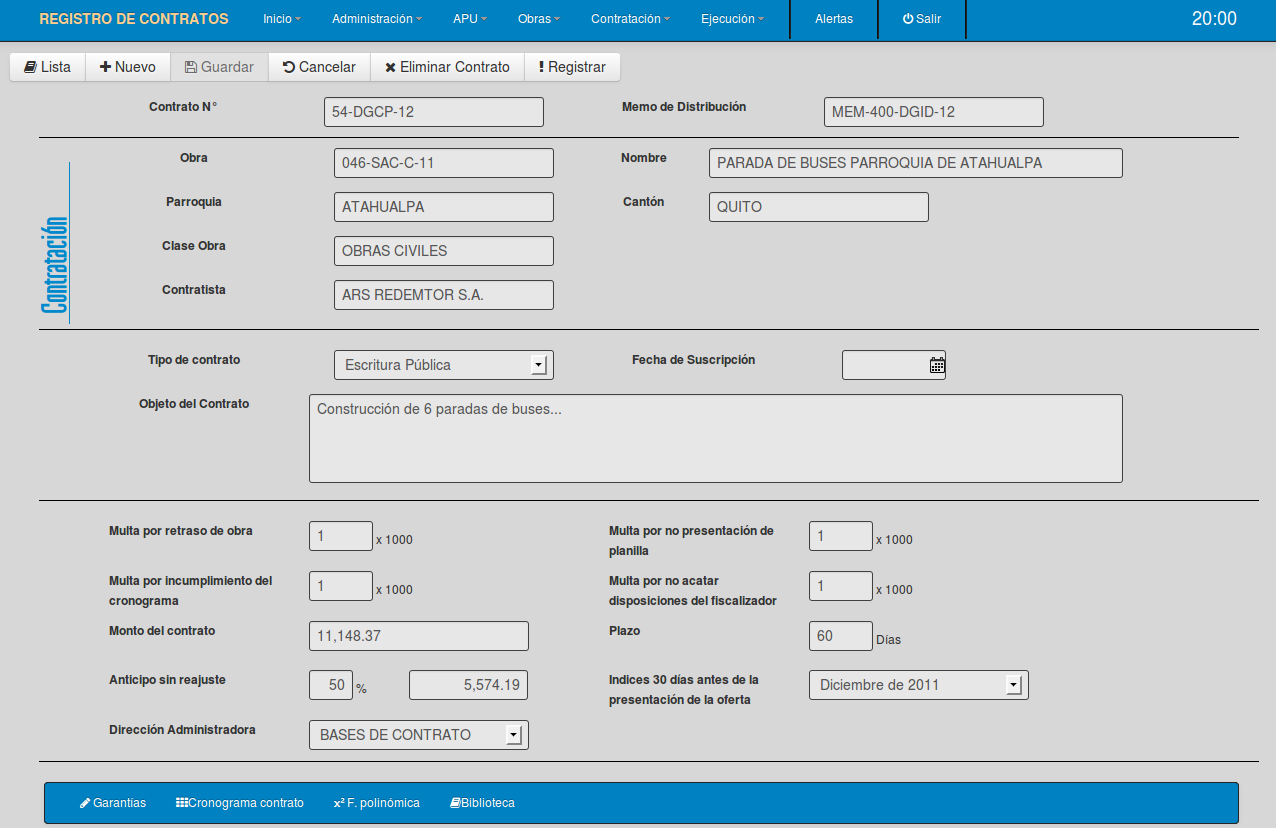 REGISTRO DE CONTRATOS Inicio Administración APU Obras Contratación Ejecución Alertas Salir 20:00
Lista Nuevo Guardar Cancelar Eliminar Contrato Registrar
Contrato N° 54-DGCP-12 Memo de Distribución MEM-400-DGID-12
Contratación
Obra 046-SAC-C-11 Nombre PARADA DE BUSES PARROQUIA DE ATAHUALPA
Parroquia ATAHUALPA Cantón QUITO
Clase Obra OBRAS CIVILES
Contratista ARS REDEMTOR S.A.
Tipo de contrato Escritura Pública Fecha de Suscripción
Objeto del Contrato Construcción de 6 paradas de buses...
Multa por retraso de obra 1 x 1000 Multa por no presentación de
planilla 1 x 1000
Multa por incumplimiento del
cronograma 1 x 1000 Multa por no acatar
disposiciones del fiscalizador 1 x 1000
Monto del contrato 11,148.37 Plazo 60 Días
Anticipo sin reajuste 50 % 5,574.19 Indices 30 días antes de la
presentación de la oferta Diciembre de 2011
Dirección Administradora BASES DE CONTRATO
Garantías Cronograma contrato x² F. polinómica Biblioteca